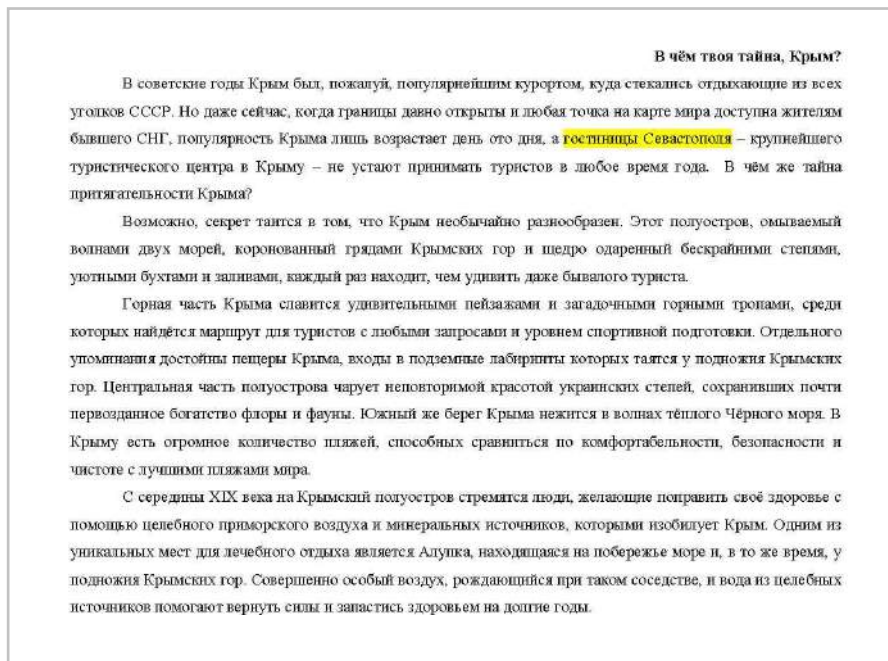 В чём твоя тайна, Крым?
В советские годы Крым был, пожалуй, популярнейшим курортом, куда стекались отдыхающие из всех
уголков СССР. Но даже сейчас, когда границы давно открыты и любая точка на карте мира доступна жителям
бывшего СНГ, популярность Крыма лишь возрастает день ото дня, а гостиницы Севастополя – крупнейшего
туристического центра в Крыму – не устают принимать туристов в любое время года. В чём же тайна
притягательности Крыма?
Возможно, секрет таится в том, что Крым необычайно разнообразен. Этот полуостров, омываемый
волнами двух морей, коронованный грядами Крымских гор и щедро одаренный бескрайними степями,
уютными бухтами и заливами, каждый раз находит, чем удивить даже бывалого туриста.
Горная часть Крыма славится удивительными пейзажами и загадочными горными тропами, среди
которых найдётся маршрут для туристов с любыми запросами и уровнем спортивной подготовки. Отдельного
упоминания достойны пещеры Крыма, входы в подземные лабиринты которых таятся у подножия Крымских
гор. Центральная часть полуострова чарует неповторимой красотой украинских степей, сохранивших почти
первозданное богатство флоры и фауны. Южный же берег Крыма нежится в волнах тёплого Чёрного моря. В
Крыму есть огромное количество пляжей, способных сравниться по комфортабельности, безопасности и
чистоте с лучшими пляжами мира.
С середины XIX века на Крымский полуостров стремятся люди, желающие поправить своё здоровье с
помощью целебного приморского воздуха и минеральных источников, которыми изобилует Крым. Одним из
уникальных мест для лечебного отдыха является Алупка, находящаяся на побережье море и, в то же время, у
подножия Крымских гор. Совершенно особый воздух, рождающийся при таком соседстве, и вода из целебных
источников помогают вернуть силы и запастись здоровьем на долгие годы.